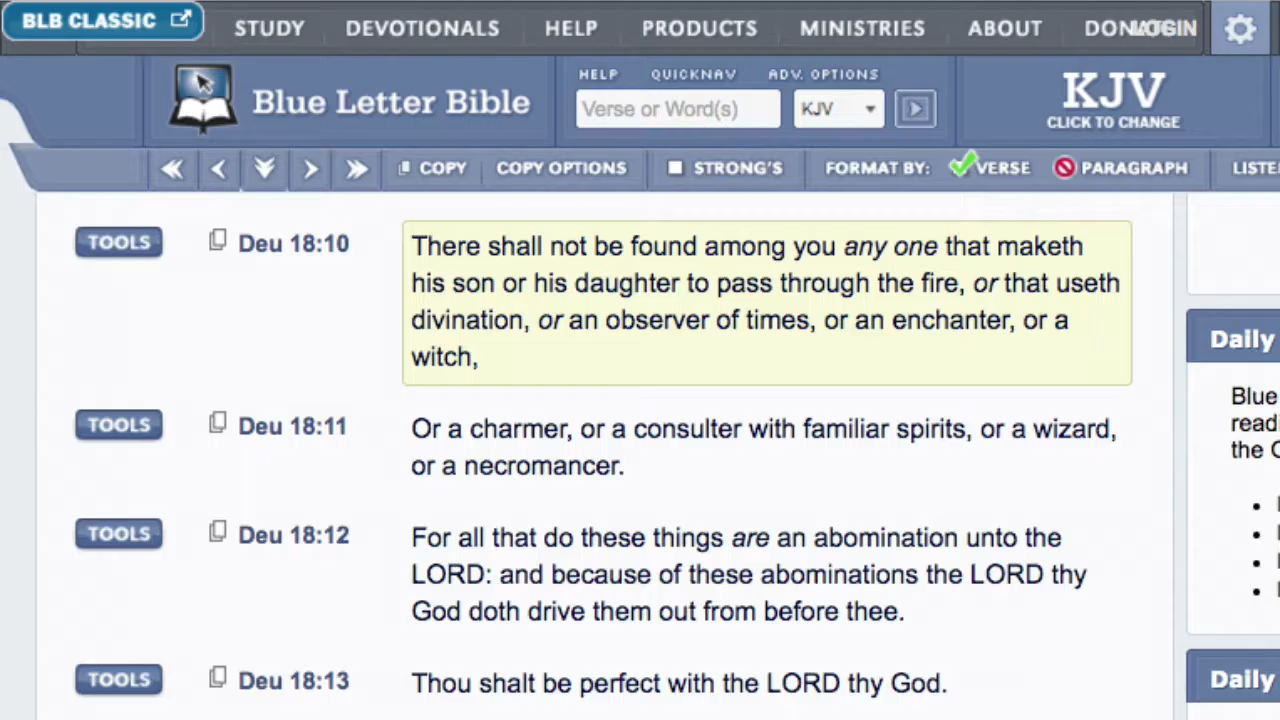 BLB CLASSIC
STUDY DEVOTIONALS HELP PRODUCTS MINISTRIES ABOUT LOGIN
HELP QUICKNAV ADV. OPTIONS
Blue Letter Bible
Verse or Word(s) KJV
KJV
CLICK TO CHANGE
COPY COPY OPTIONS STRONG'S FORMAT BY: VERSE PARAGRAPH LISTE
TOOLS Deu 18:10 There shall not be found among you any one that maketh
his son or his daughter to pass through the fire, or that useth
divination, or an observer of times, or an enchanter, or a
witch,
TOOLS Deu 18:11 Or a charmer, or a consulter with familiar spirits, or a wizard,
or a necromancer.
TOOLS Deu 18:12 For all that do these things are an abomination unto the
LORD: and because of these abominations the LORD thy
God doth drive them out from before thee.
TOOLS Deu 18:13 Thou shalt be perfect with the LORD thy God.
Daily
Blue
readi
the C
Daily